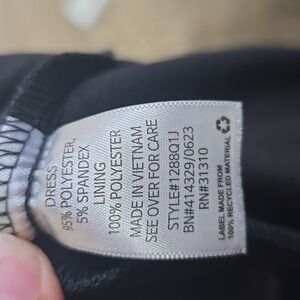 DRESS
95% POLYESTER,
5% SPANDEX
LINING
100% POLYESTER
MADE IN VIETNAM
SEE OVER FOR CARE
STYLE#1288Q1J
BN#414329/0623
RN#31310
LABEL MADE FROM
100% RECYCLED MATERIAL